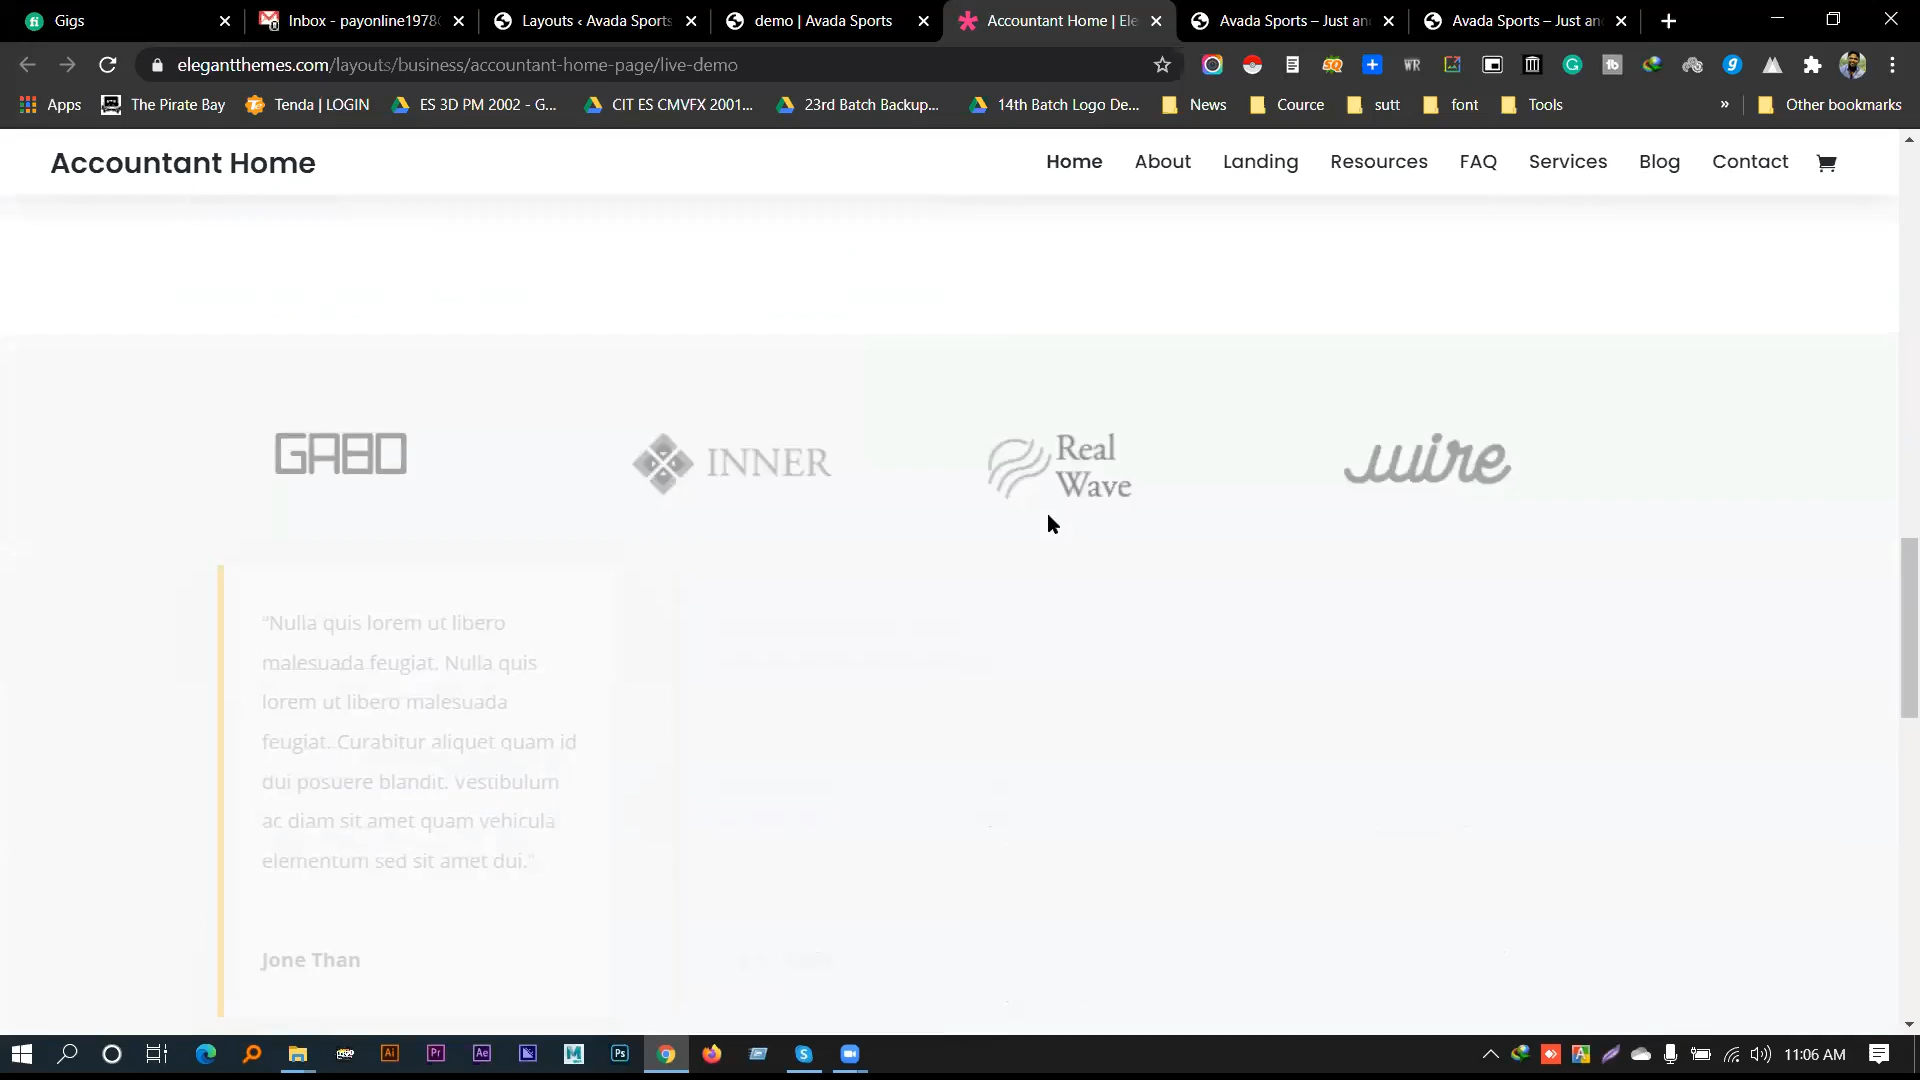 Gigs
Inbox - payonline1978
Layouts ‹ Avada Sports
demo | Avada Sports
Accountant Home | Ele
Avada Sports – Just an
Avada Sports – Just an
elegantthemes.com/layouts/business/accountant-home-page/live-demo
Apps
The Pirate Bay
Tenda | LOGIN
ES 3D PM 2002 - G...
CIT ES CMVFX 2001...
23rd Batch Backup...
14th Batch Logo De...
News
Cource
sutt
font
Tools
»
Other bookmarks
Accountant Home
Home
About
Landing
Resources
FAQ
Services
Blog
Contact
GABO
INNER
Real
Wave
wire
“Nulla quis lorem ut libero
malesuada feugiat. Nulla quis
lorem ut libero malesuada
feugiat. Curabitur aliquet quam id
dui posuere blandit. Vestibulum
ac diam sit amet quam vehicula
elementum sed sit amet dui.”
Jone Than
11:06 AM